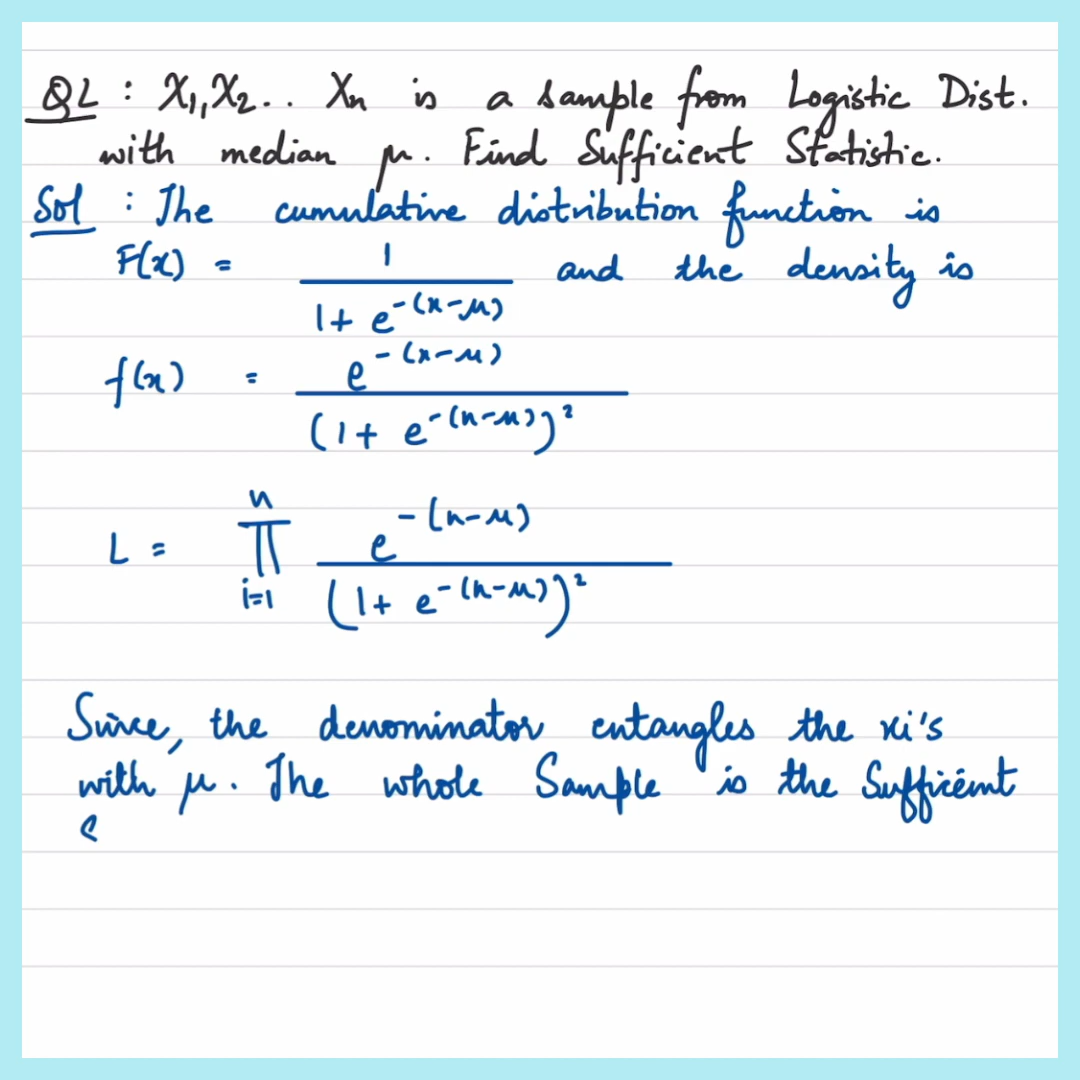 Q2 : X₁,X₂.. Xn is a sample from Logistic Dist.
with median μ. Find Sufficient Statistic.
Sol : The cumulative distribution function is
F(x) = 1 / (1 + e^-(x-μ)) and the density is
f(x) = e^-(x-μ) / (1 + e^-(x-μ))²
L = n ∏ i=1 e^-(x-μ) / (1 + e^-(x-μ))²
Since, the denominator entangles the xi's
with μ. The whole Sample is the Sufficient